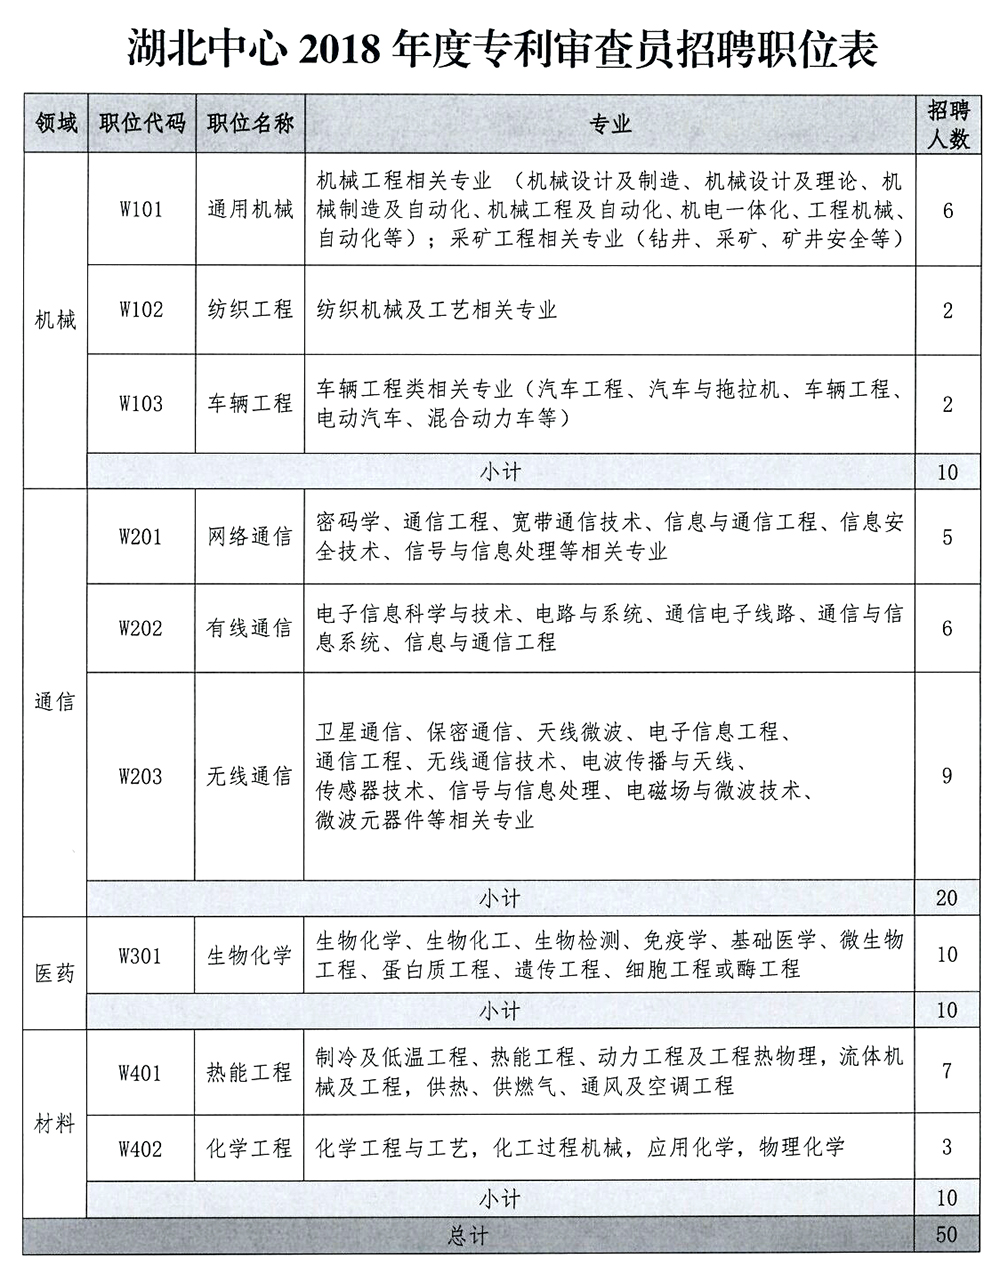 湖北中心 2018 年度专利审查员招聘职位表
领域 职位代码 职位名称 专业 招聘
人数
机械
W101 通用机械
机械工程相关专业 （机械设计及制造、机械设计及理论、机
械制造及自动化、机械工程及自动化、机电一体化、工程机械、
自动化等）；采矿工程相关专业（钻井、采矿、矿井安全等）
6
W102 纺织工程 纺织机械及工艺相关专业 2
W103 车辆工程
车辆工程类相关专业（汽车工程、汽车与拖拉机、车辆工程、
电动汽车、混合动力车等）
2
小计 10
通信
W201 网络通信
密码学、通信工程、宽带通信技术、信息与通信工程、信息安
全技术、信号与信息处理等相关专业
5
W202 有线通信
电子信息科学与技术、电路与系统、通信电子线路、通信与信
息系统、信息与通信工程
6
W203 无线通信
卫星通信、保密通信、天线微波、电子信息工程、
通信工程、无线通信技术、电波传播与天线、
传感器技术、信号与信息处理、电磁场与微波技术、
微波元器件等相关专业
9
小计 20
医药
W301 生物化学
生物化学、生物化工、生物检测、免疫学、基础医学、微生物
工程、蛋白质工程、遗传工程、细胞工程或酶工程
10
小计 10
材料
W401 热能工程
制冷及低温工程、热能工程、动力工程及工程热物理，流体机
械及工程，供热、供燃气、通风及空调工程
7
W402 化学工程 化学工程与工艺，化工过程机械，应用化学，物理化学 3
小计 10
总计 50